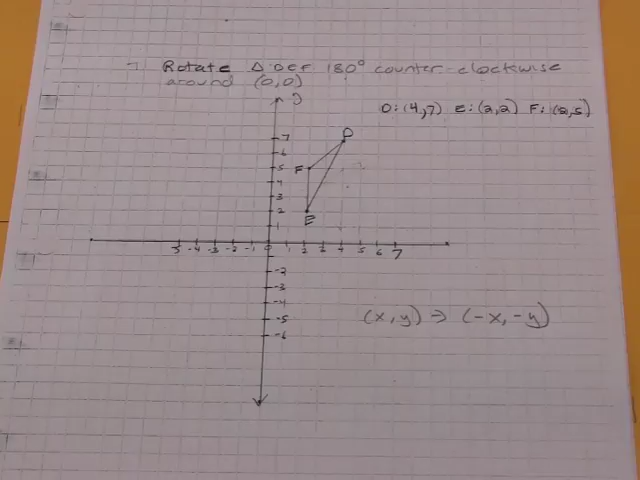 7 Rotate △ DEF 180° counter-clockwise
around (0,0)
y
D:(4,7) E:(2,2) F:(2,5)
7
D
6
F 5
4
3
2
E
1
-5 -4 -3 -2 -1 0 1 2 3 4 5 6 7
-2
-3
-4
-5 (x,y) → (-x,-y)
-6